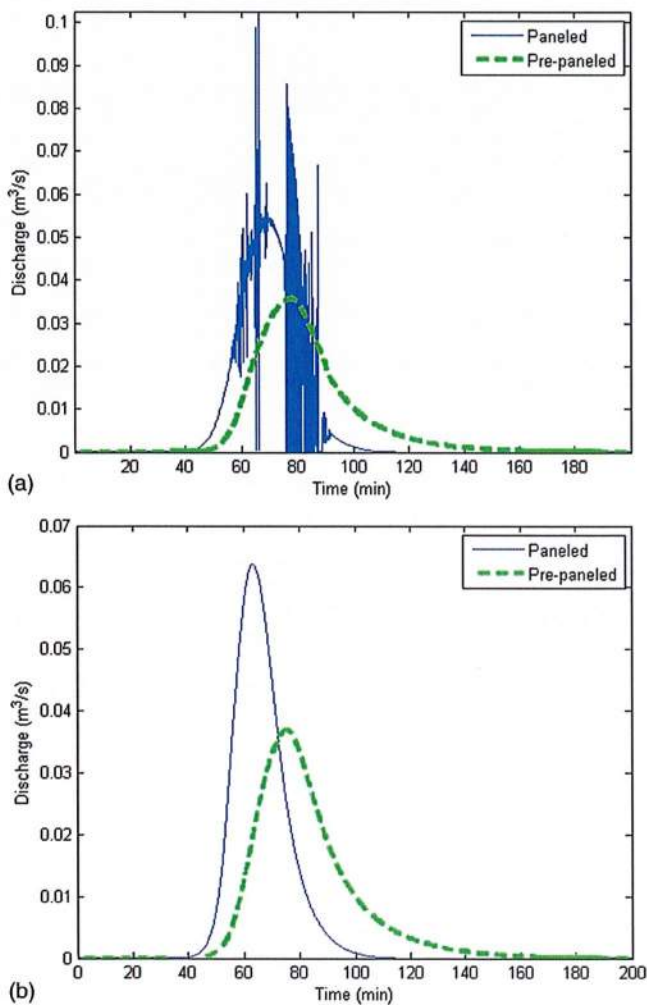 0.1
0.09
0.08
0.07
0.06
0.05
0.04
0.03
0.02
0.01
0
Discharge (m³/s)
Paneled
Pre-paneled
20 40 60 80 100 120 140 160 180
Time (min)
(a)
0.07
0.06
0.05
0.04
0.03
0.02
0.01
0
Discharge (m³/s)
Paneled
Pre-paneled
0 20 40 60 80 100 120 140 160 180 200
Time (min)
(b)